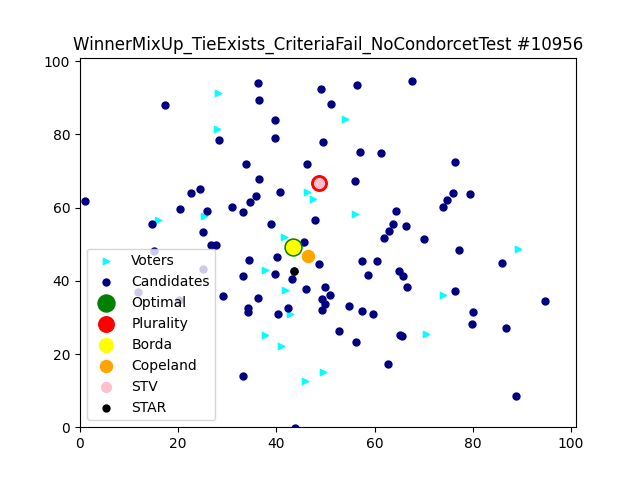 WinnerMixUp_TieExists_CriteriaFail_NoCondorcetTest #10956
100
80
60
40
20
0
Voters
Candidates
Optimal
Plurality
Borda
Copeland
STV
STAR
0 20 40 60 80 100